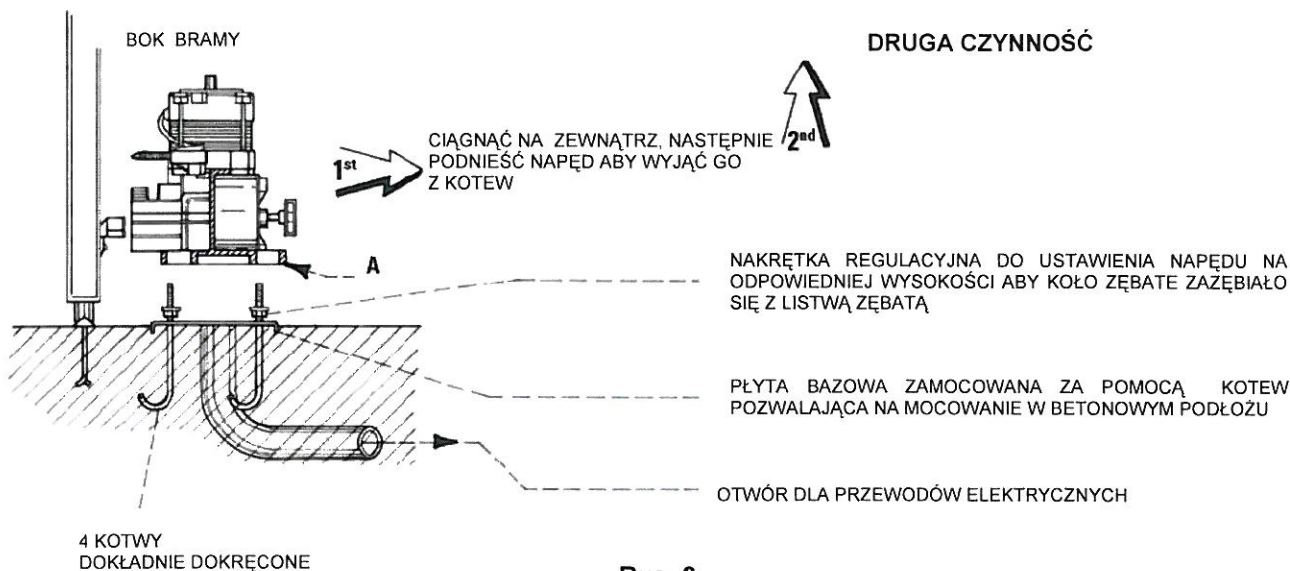 BOK BRAMY
DRUGA CZYNNOŚĆ
1st
CIĄGNĄĆ NA ZEWNĄTRZ, NASTĘPNIE
PODNIEŚĆ NAPĘD ABY WYJĄĆ GO
Z KOTEW
2nd
A
NAKRĘTKA REGULACYJNA DO USTAWIENIA NAPĘDU NA
ODPOWIEDNIEJ WYSOKOŚCI ABY KOŁO ZĘBATE ZAZĘBIAŁO
SIĘ Z LISTWĄ ZĘBATĄ
PŁYTA BAZOWA ZAMOCOWANA ZA POMOCĄ KOTEW
POZWALAJĄCA NA MOCOWANIE W BETONOWYM PODŁOŻU
OTWÓR DLA PRZEWODÓW ELEKTRYCZNYCH
4 KOTWY
DOKŁADNIE DOKRĘCONE